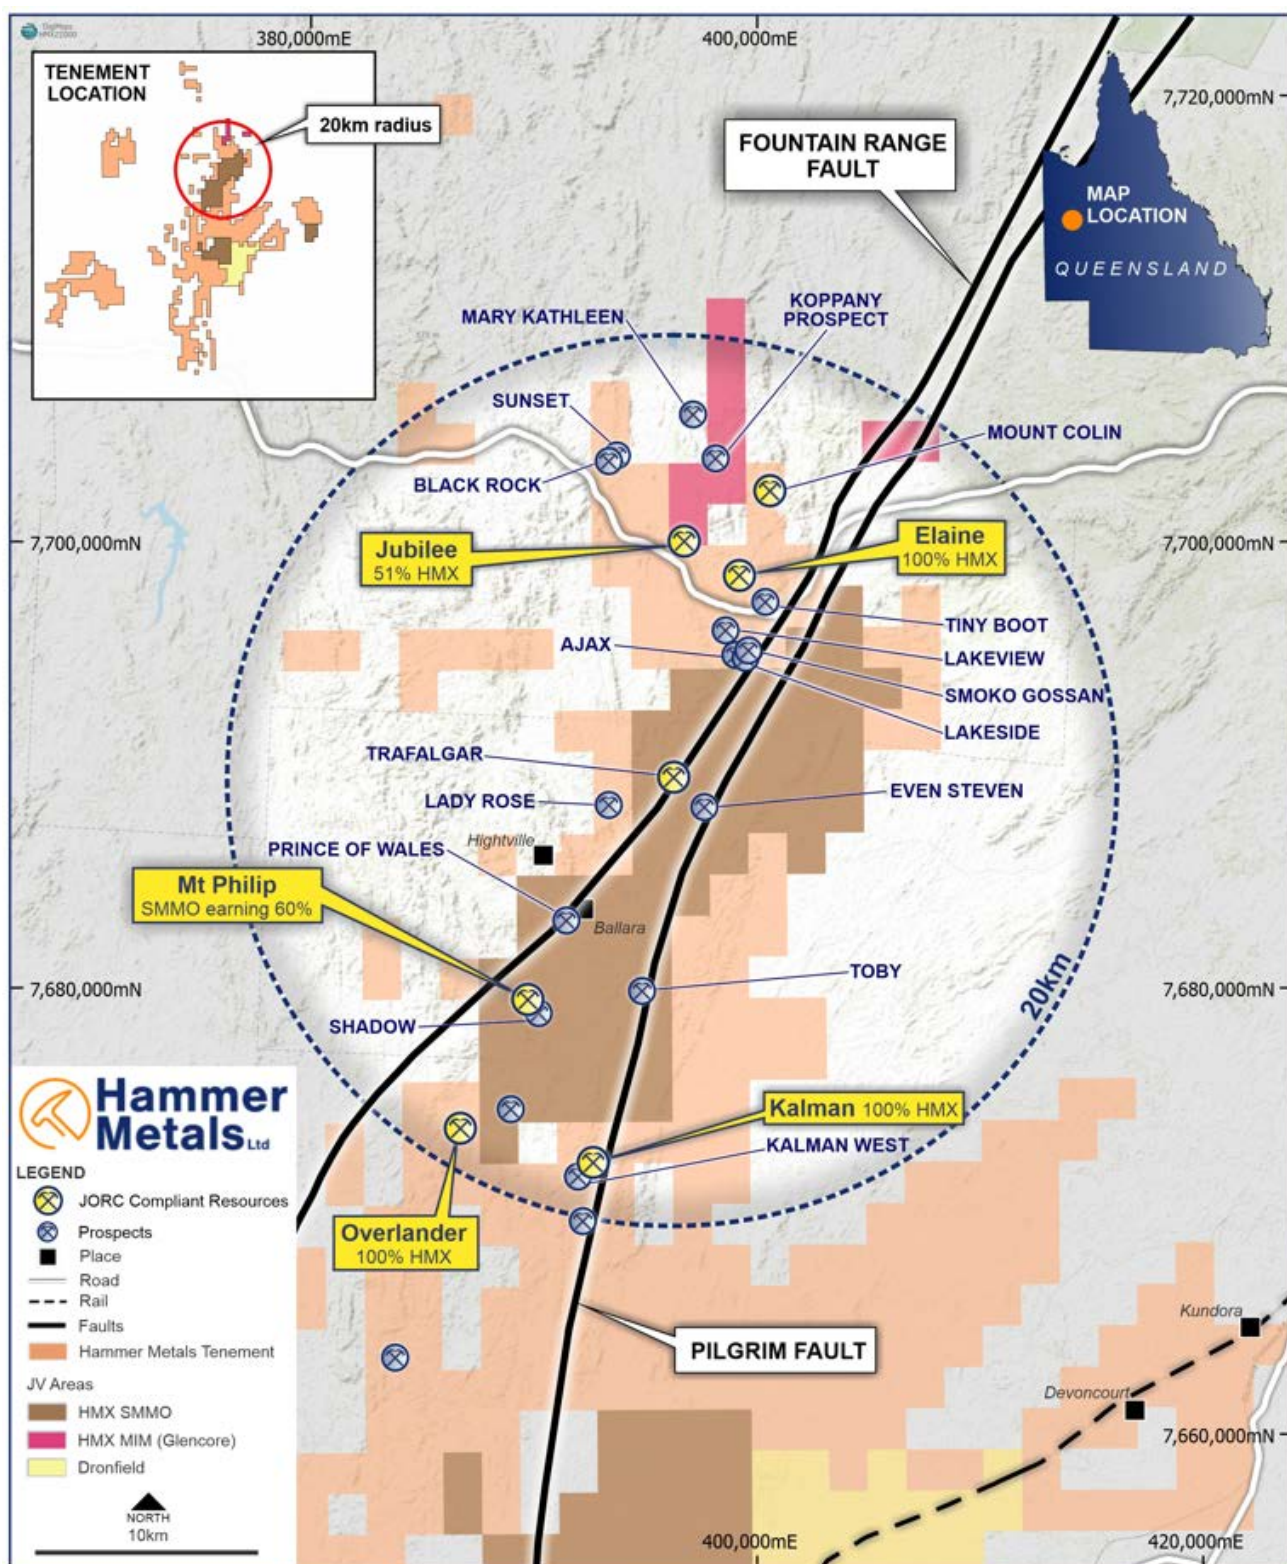 380,000mE
400,000mE
TENEMENT
LOCATION
20km radius
7,720,000mN
FOUNTAIN RANGE
FAULT
MAP
LOCATION
QUEENSLAND
MARY KATHLEEN
KOPPANY
PROSPECT
SUNSET
MOUNT COLIN
BLACK ROCK
7,700,000mN
Jubilee
51% HMX
Elaine
100% HMX
7,700,000mN
TINY BOOT
AJAX
LAKEVIEW
SMOKO GOSSAN
LAKESIDE
TRAFALGAR
LADY ROSE
EVEN STEVEN
Hightville
PRINCE OF WALES
Mt Philip
SMMO earning 60%
Ballara
TOBY
20km
7,680,000mN
7,680,000mN
SHADOW
Hammer
Metals Ltd
Kalman 100% HMX
KALMAN WEST
LEGEND
JORC Compliant Resources
Prospects
Place
Road
Rail
Faults
Hammer Metals Tenement
JV Areas
HMX SMMO
HMX MIM (Glencore)
Dronfield
NORTH
10km
Overlander
100% HMX
PILGRIM FAULT
Kundora
Devoncourt
7,660,000mN
400,000mE
420,000mE